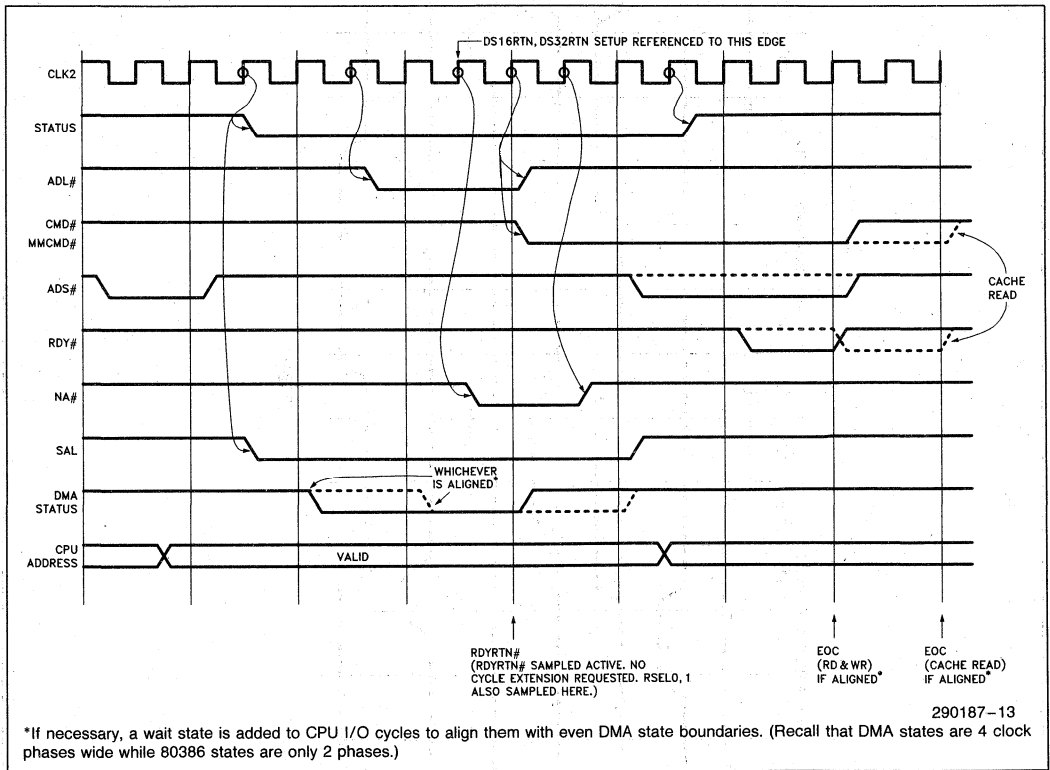 DS16RTN, DS32RTN SETUP REFERENCED TO THIS EDGE
CLK2
STATUS
ADL#
CMD#
MMCMD#
ADS#
CACHE
READ
RDY#
NA#
SAL
WHICHEVER
IS ALIGNED*
DMA
STATUS
CPU
ADDRESS
VALID
RDYRTN#
(RDYRTN# SAMPLED ACTIVE. NO
CYCLE EXTENSION REQUESTED. RSEL0, 1
ALSO SAMPLED HERE.)
EOC
(RD & WR)
IF ALIGNED*
EOC
(CACHE READ)
IF ALIGNED*
290187–13
*If necessary, a wait state is added to CPU I/O cycles to align them with even DMA state boundaries. (Recall that DMA states are 4 clock
phases wide while 80386 states are only 2 phases.)